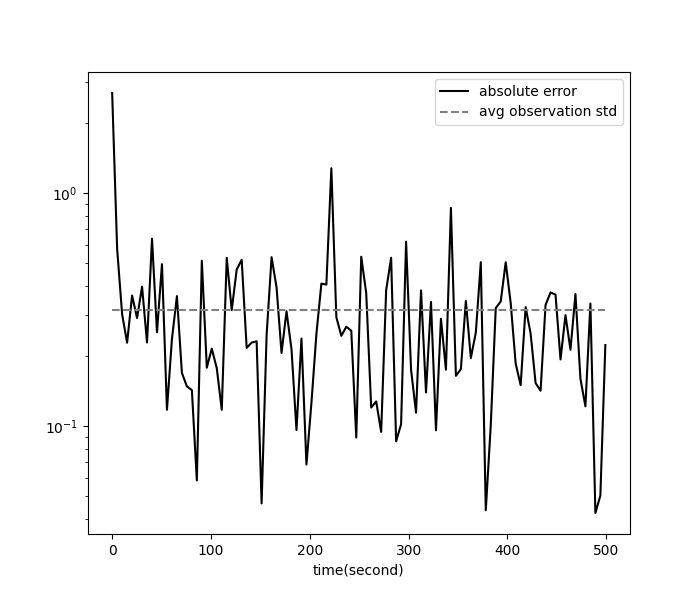 absolute error
avg observation std
10⁰
10⁻¹
0 100 200 300 400 500
time(second)